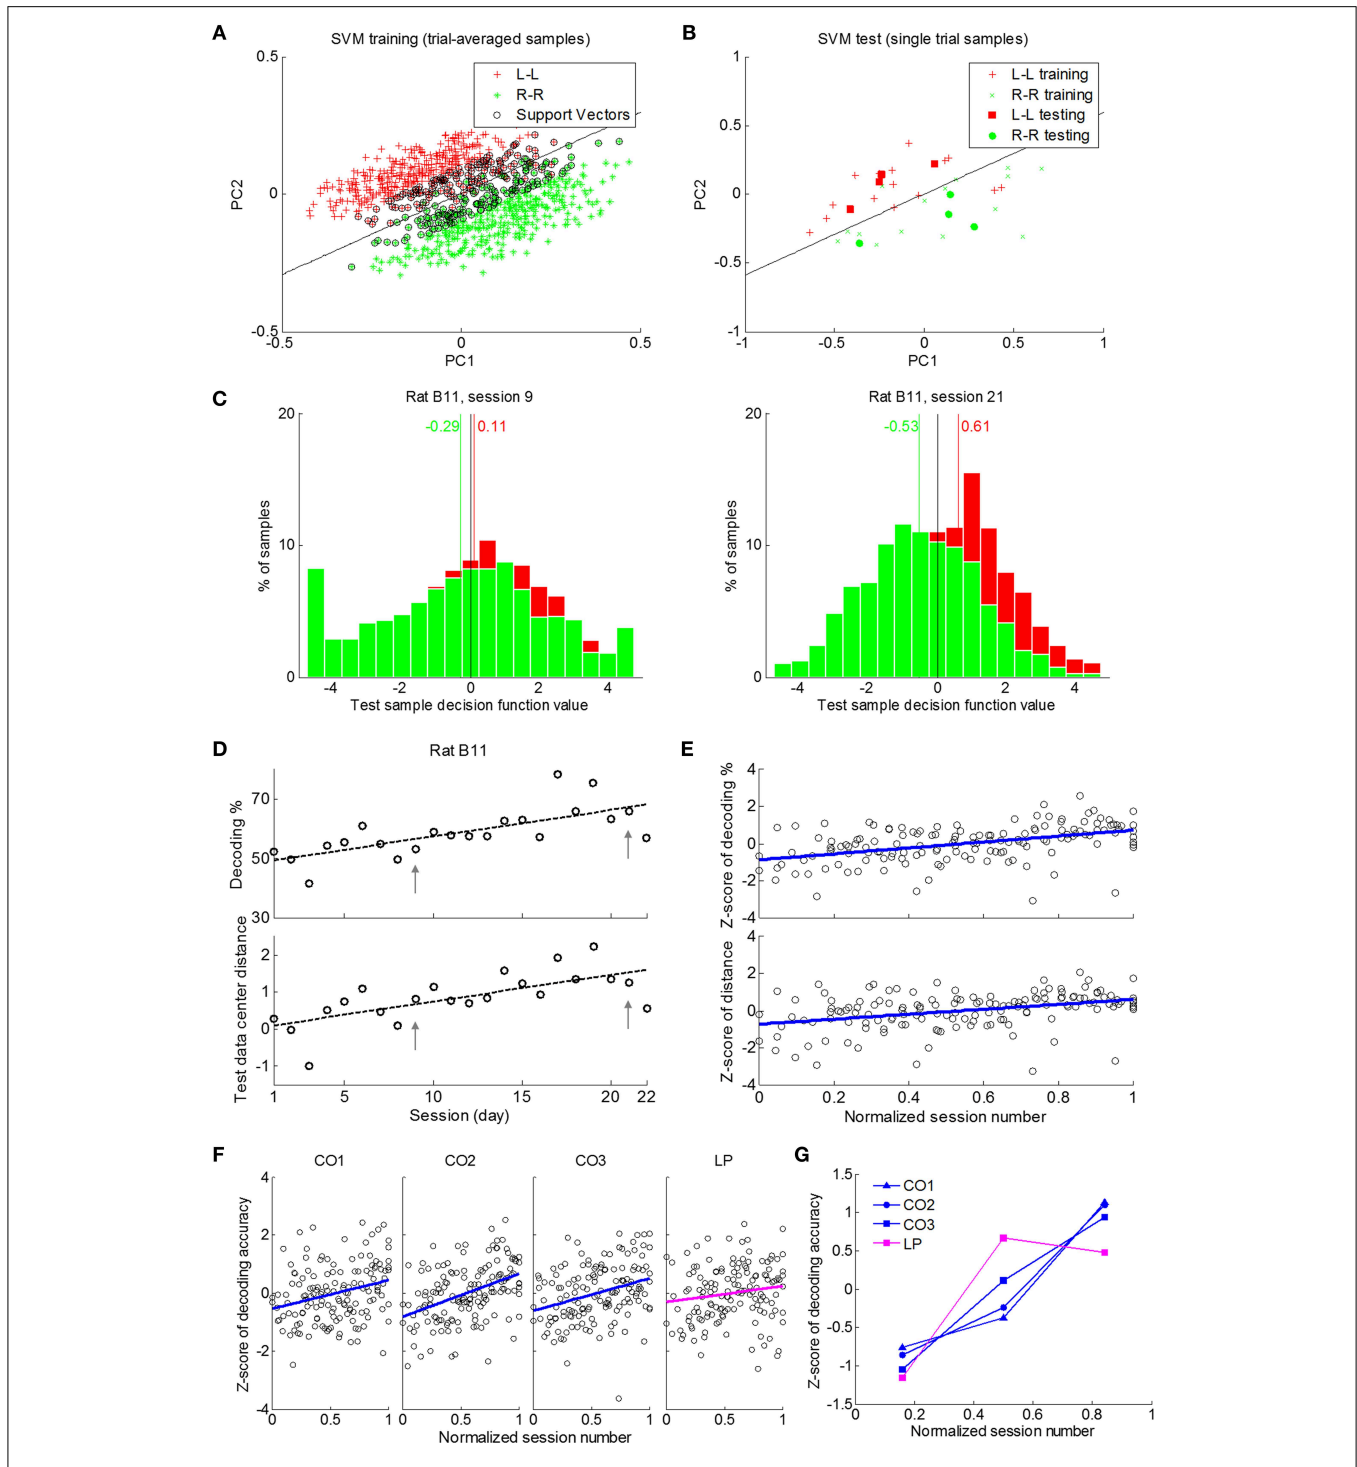 A
SVM training (trial-averaged samples)
0.5
L-L
R-R
Support Vectors
PC2
0
-0.5
-0.5
0
0.5
PC1
B
SVM test (single trial samples)
1
L-L training
R-R training
L-L testing
R-R testing
0.5
PC2
0
-0.5
-1
-1
-0.5
0
0.5
1
PC1
C
Rat B11, session 9
20
-0.29
0.11
% of samples
10
0
-4
-2
0
2
4
Test sample decision function value
Rat B11, session 21
20
-0.53
0.61
% of samples
10
0
-4
-2
0
2
4
Test sample decision function value
D
Rat B11
Decoding %
70
50
30
Test data center distance
2
1
0
-1
1
5
10
15
20
22
Session (day)
E
Z-score of decoding %
4
2
0
-2
-4
Z-score of distance
4
2
0
-2
-4
0
0.2
0.4
0.6
0.8
1
Normalized session number
F
CO1
CO2
CO3
LP
Z-score of decoding accuracy
4
2
0
-2
-4
0
0.5
1
0
0.5
1
0
0.5
1
0
0.5
1
Normalized session number
G
Z-score of decoding accuracy
1.5
1
0.5
0
-0.5
-1
-1.5
CO1
CO2
CO3
LP
0
0.2
0.4
0.6
0.8
1
Normalized session number